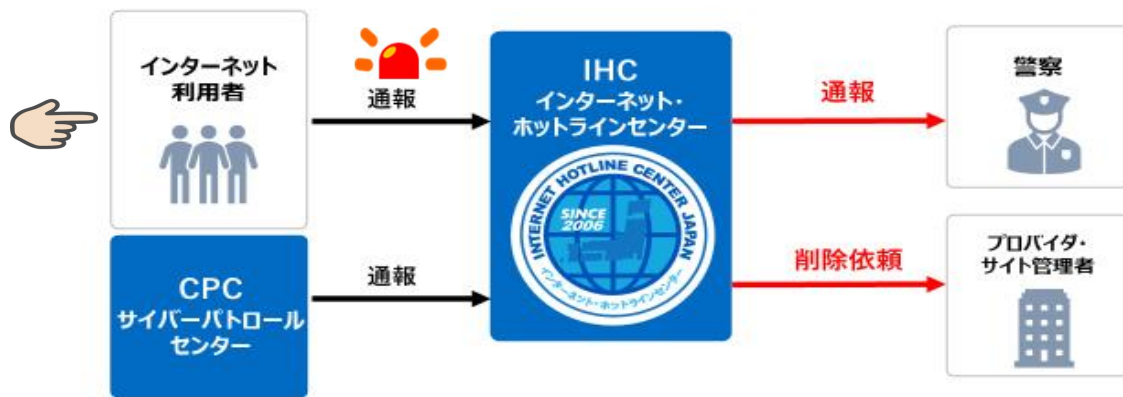 インターネット
利用者
通報
CPC
サイバーパトロール
センター
通報
IHC
インターネット・
ホットラインセンター
INTERNET HOTLINE CENTER JAPAN
SINCE
2006
インターネット・ホットラインセンター
通報
警察
削除依頼
プロバイダ・
サイト管理者